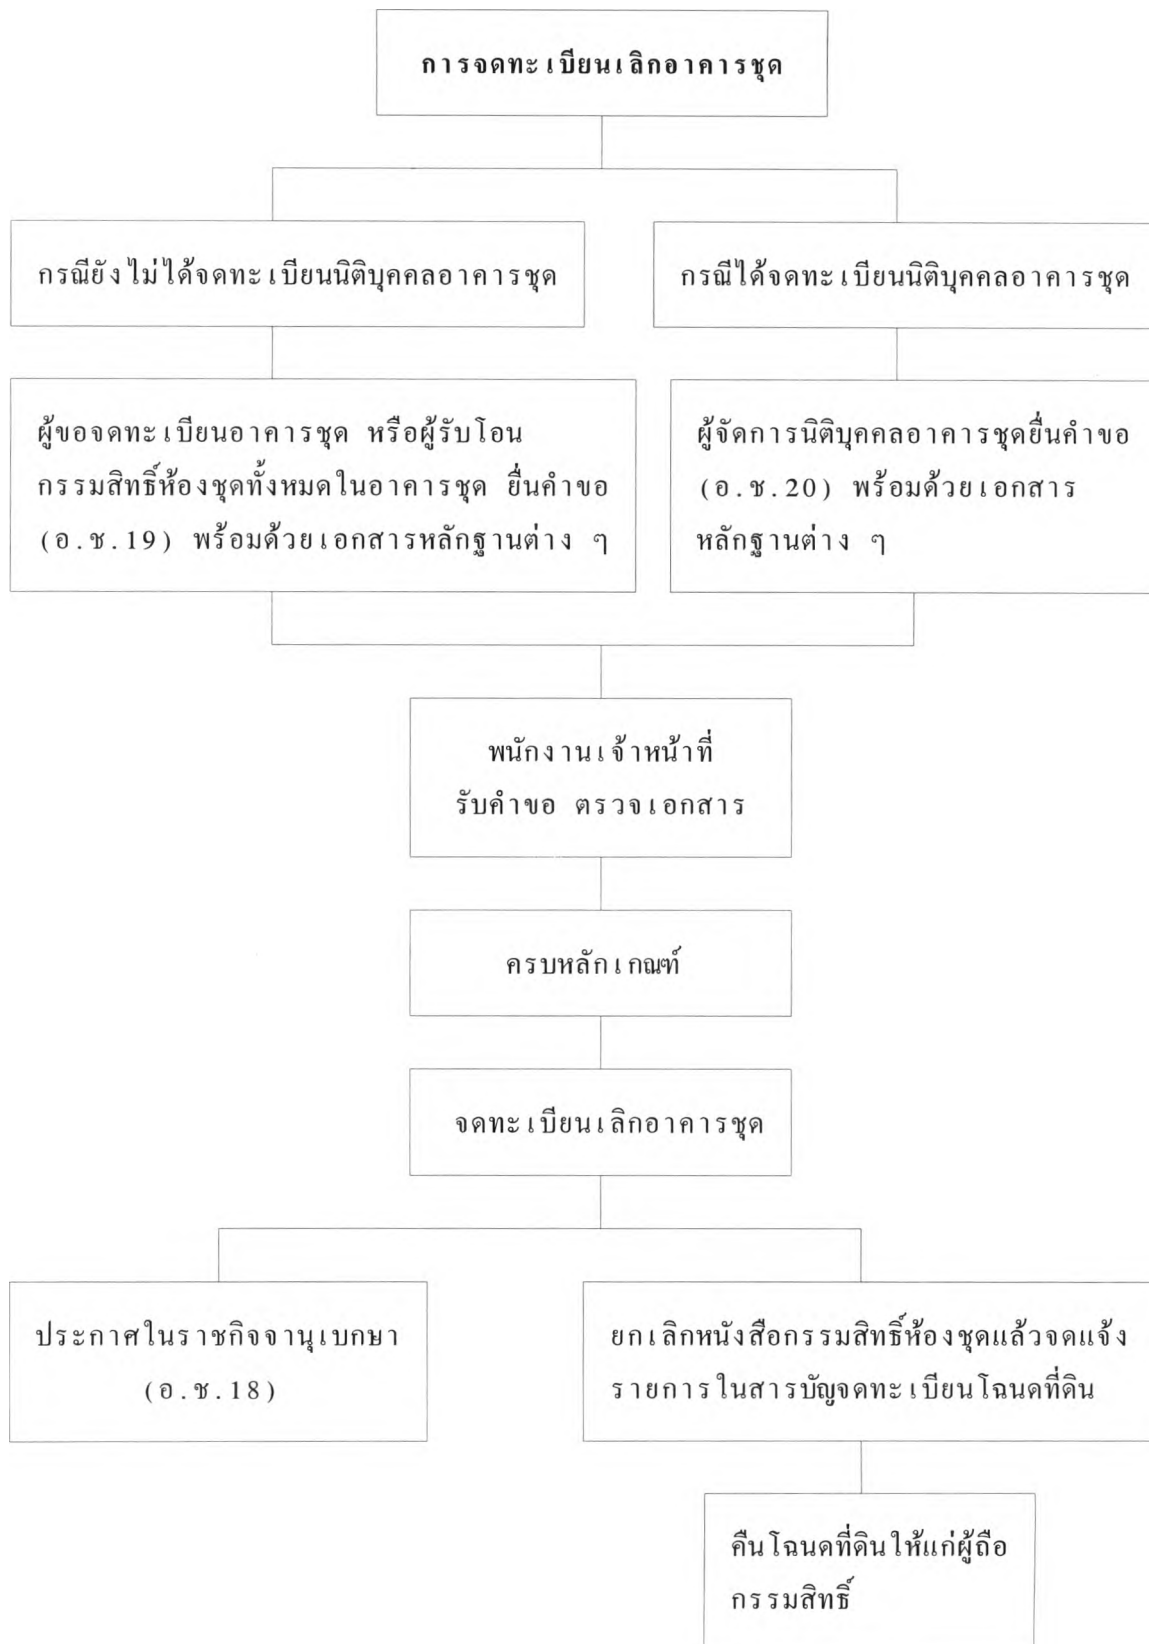 การจดทะเบียนเลิกอาคารชุด
กรณียังไม่ได้จดทะเบียนนิติบุคคลอาคารชุด
กรณีได้จดทะเบียนนิติบุคคลอาคารชุด
ผู้ขอจดทะเบียนอาคารชุด หรือผู้รับโอน
กรรมสิทธิ์ห้องชุดทั้งหมดในอาคารชุด ยื่นคำขอ
(อ.ช.19) พร้อมด้วยเอกสารหลักฐานต่าง ๆ
ผู้จัดการนิติบุคคลอาคารชุดยื่นคำขอ
(อ.ช.20) พร้อมด้วยเอกสาร
หลักฐานต่าง ๆ
พนักงานเจ้าหน้าที่
รับคำขอ ตรวจเอกสาร
ครบหลักเกณฑ์
จดทะเบียนเลิกอาคารชุด
ประกาศในราชกิจจานุเบกษา
(อ.ช.18)
ยกเลิกหนังสือกรรมสิทธิ์ห้องชุดแล้วจดแจ้ง
รายการในสารบัญจดทะเบียนโฉนดที่ดิน
คืนโฉนดที่ดินให้แก่ผู้ถือ
กรรมสิทธิ์